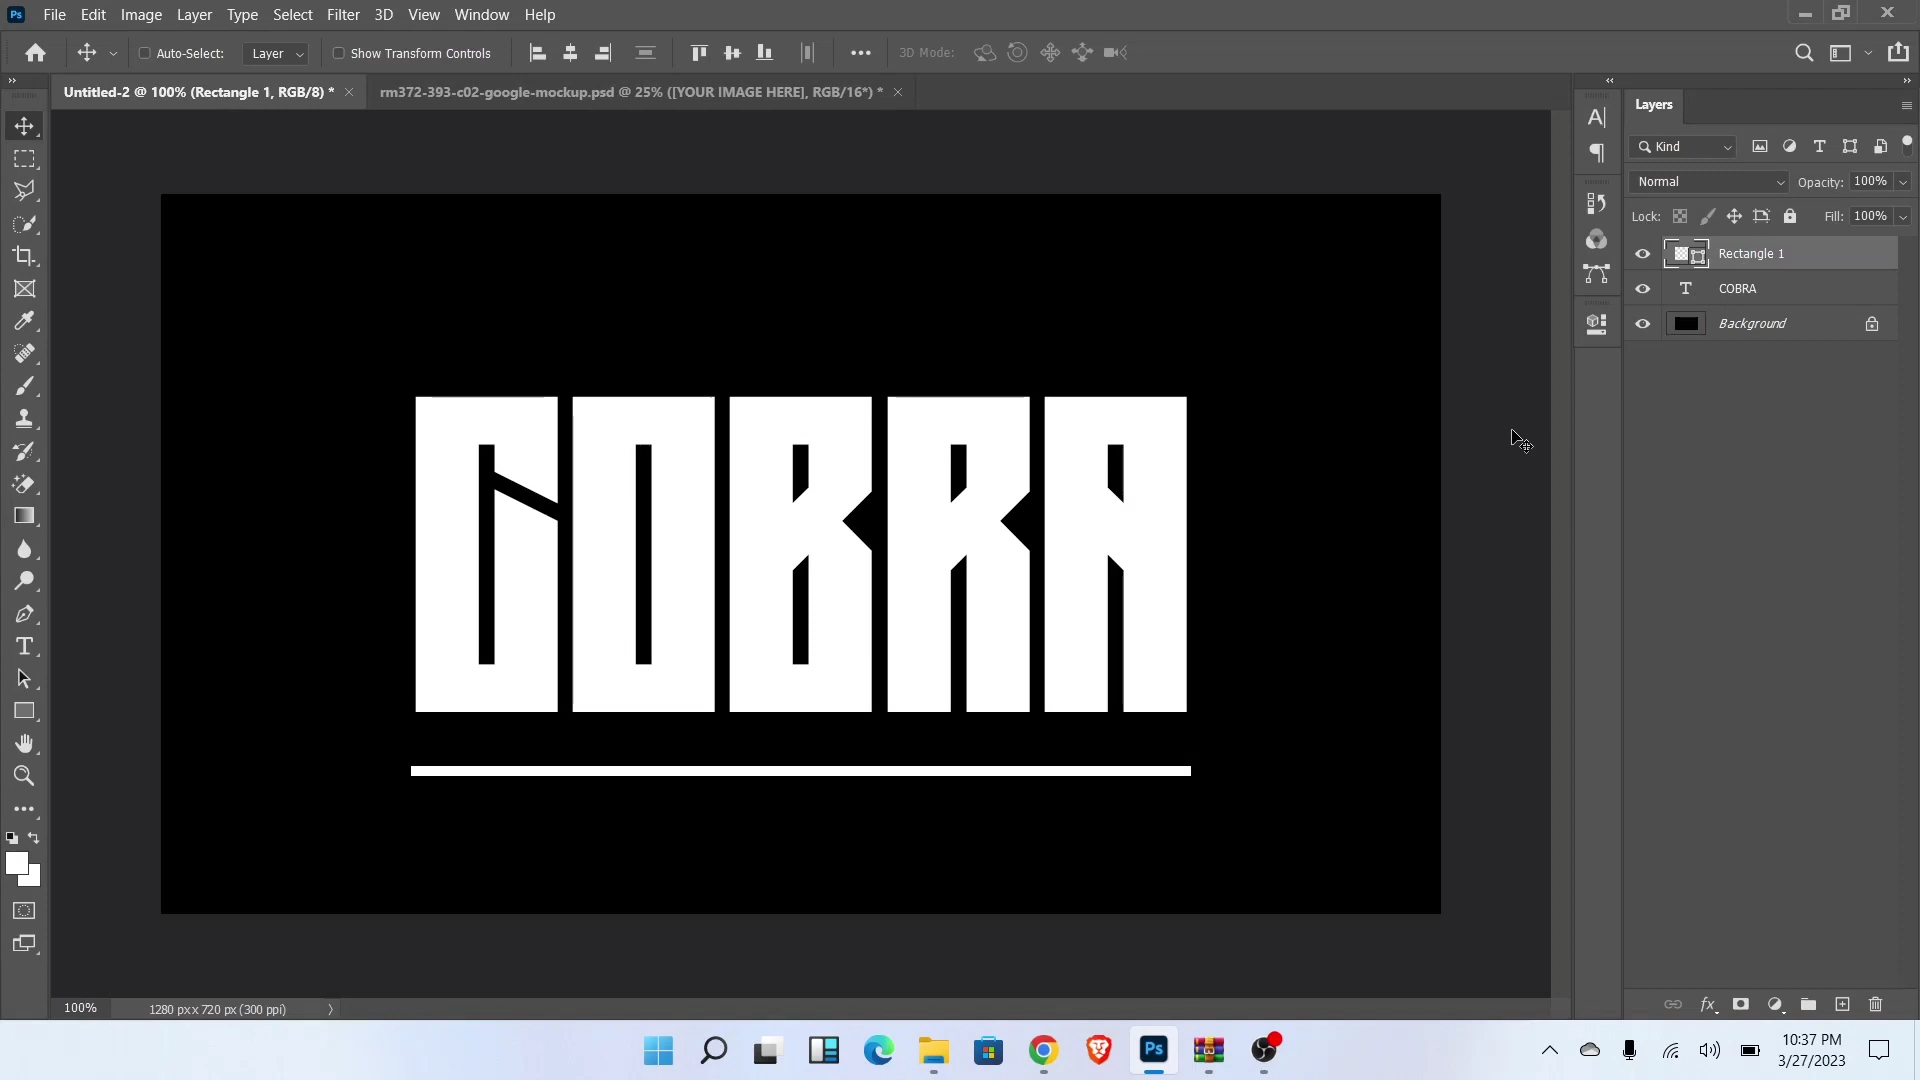 Ps File Edit Image Layer Type Select Filter 3D View Window Help
Auto-Select: Layer Show Transform Controls 3D Mode:
Untitled-2 @ 100% (Rectangle 1, RGB/8) * rm372-393-c02-google-mockup.psd @ 25% ([YOUR IMAGE HERE], RGB/16*) *
Layers
Kind
Normal Opacity: 100%
Lock: Fill: 100%
Rectangle 1
COBRA
Background
COBRA
fx
100% 1280 px x 720 px (300 ppi)
Ps
10:37 PM
3/27/2023